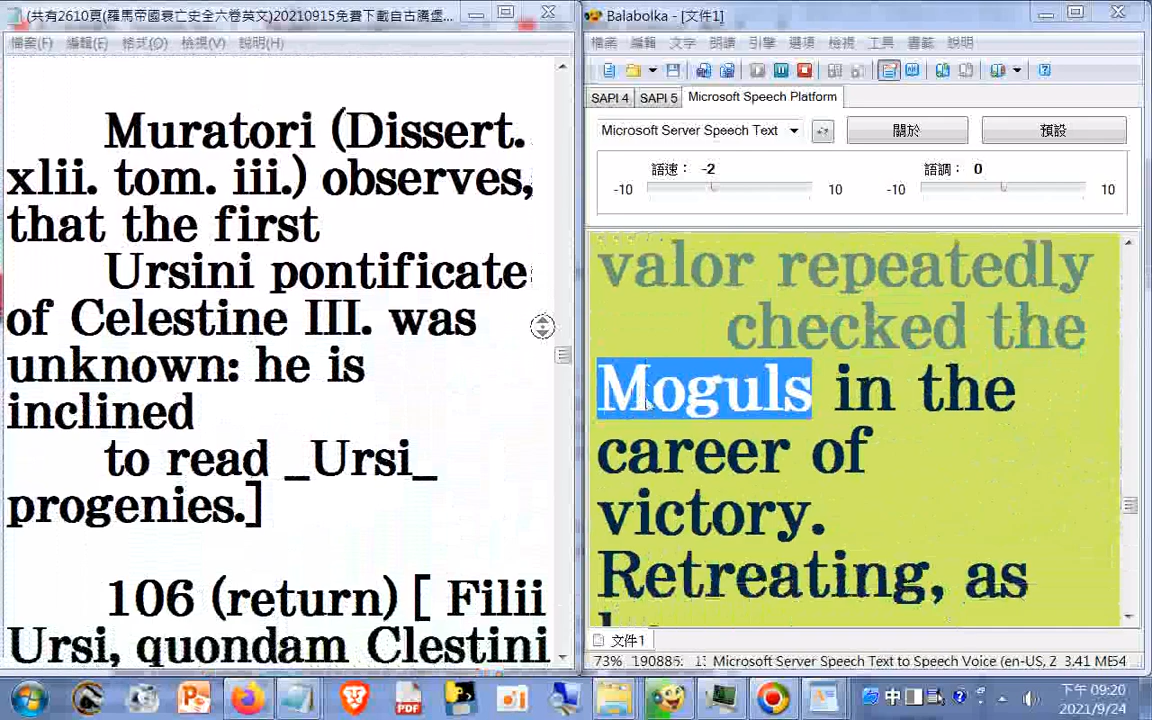 (共有2610頁(羅馬帝國衰亡史全六卷英文)20210915免費下載自古騰堡...
檔案(F) 編輯(E) 格式(O) 檢視(V) 說明(H)
Muratori (Dissert.
xlii. tom. iii.) observes,
that the first
Ursini pontificate
of Celestine III. was
unknown: he is
inclined
to read _Ursi_
progenies.]
106 (return) [ Filii
Ursi, quondam Clestini
Balabolka - [文件1]
檔案 編輯 文字 朗讀 引擎 選項 檢視 工具 書籤 說明
SAPI 4 SAPI 5 Microsoft Speech Platform
Microsoft Server Speech Text 關於 預設
語速： -2 語調： 0
-10 10 -10 10
valor repeatedly
checked the
Moguls in the
career of
victory.
Retreating, as
文件1
73% 190885: Microsoft Server Speech Text to Speech Voice (en-US, Z 3,41 ME54
中
下午 09:20
2021/9/24